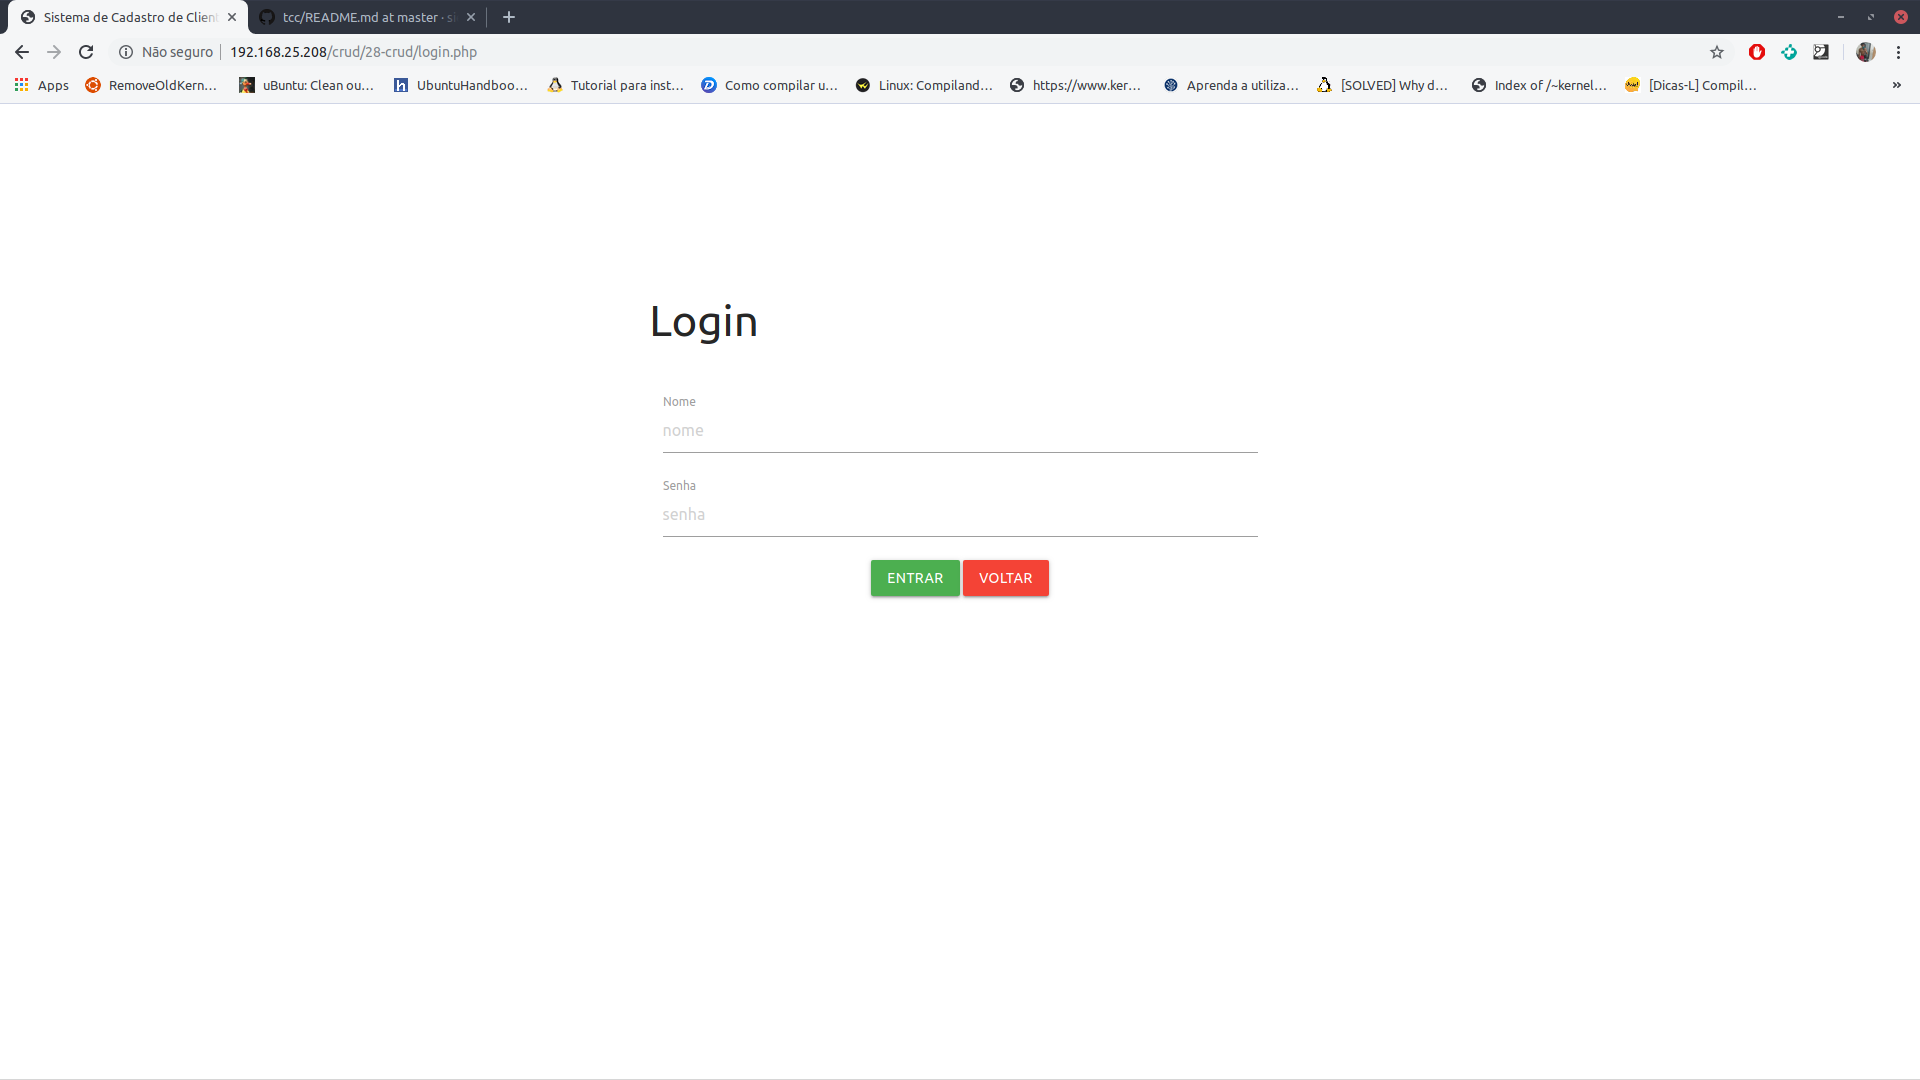 Sistema de Cadastro de Client
tcc/README.md at master · si
Não seguro 192.168.25.208/crud/28-crud/login.php
Apps RemoveOldKern... uBuntu: Clean ou... UbuntuHandboo... Tutorial para inst... Como compilar u... Linux: Compiland... https://www.ker... Aprenda a utiliza... [SOLVED] Why d... Index of /~kernel... [Dicas-L] Compil... »
Login
Nome
nome
Senha
senha
ENTRAR VOLTAR